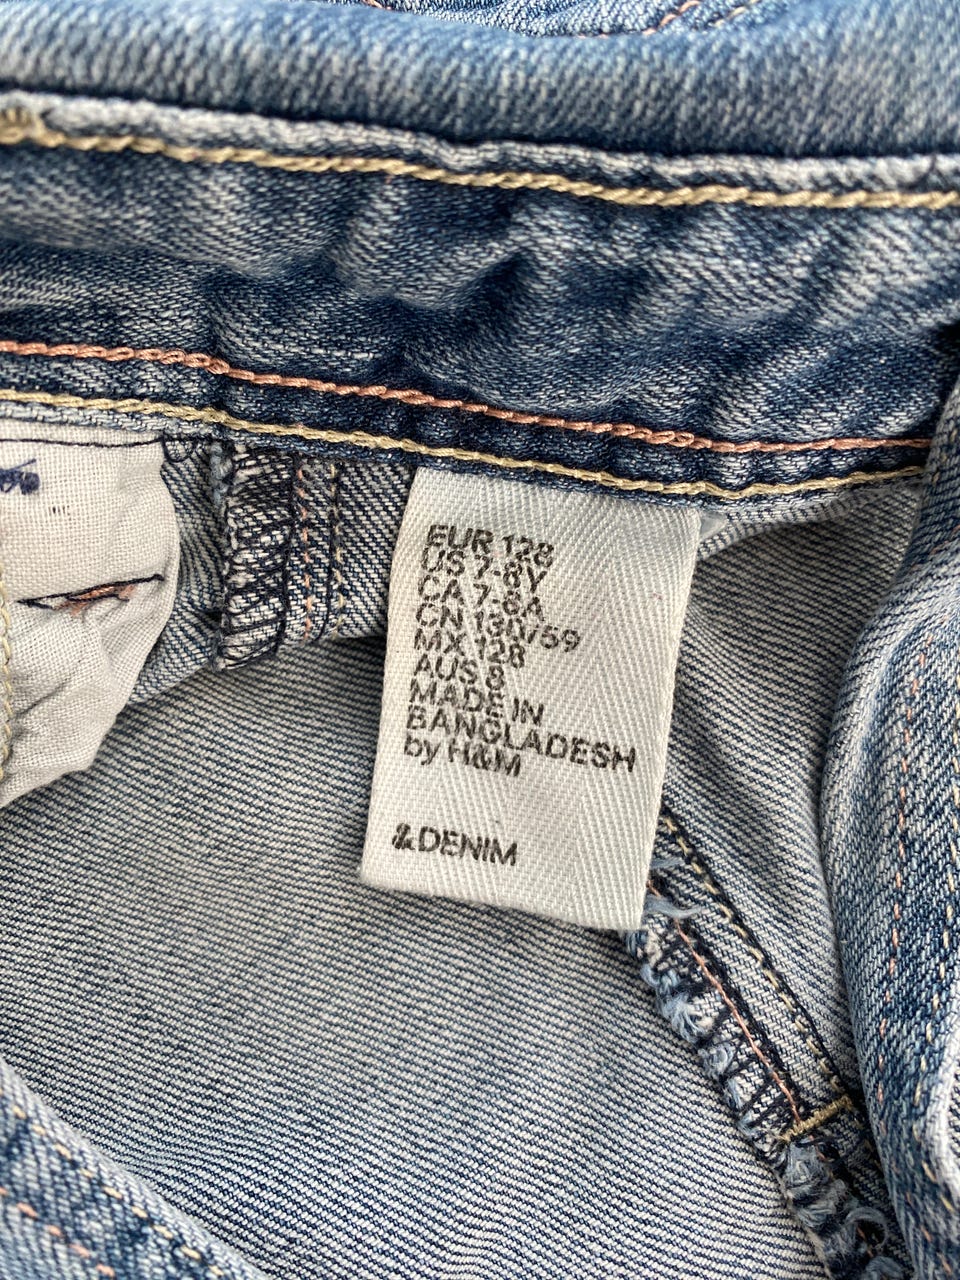 EUR 128
US 7-8Y
CA 7-8A
CN 130/59
MX 128
AUS 8
MADE IN
BANGLADESH
by H&M
&DENIM